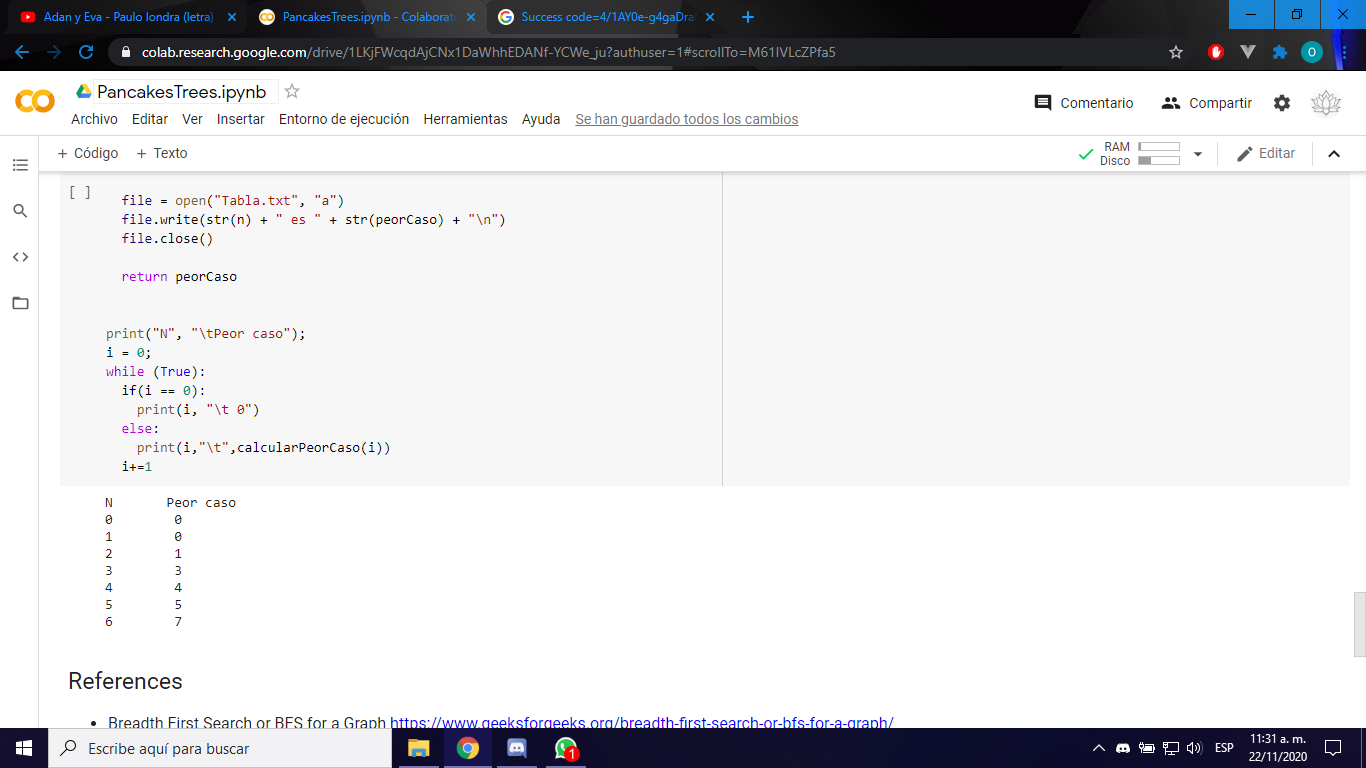 Adan y Eva - Paulo londra (letra)
PancakesTrees.ipynb - Colaborato
Success code=4/1AY0e-g4gaDra
colab.research.google.com/drive/1LKjFWcqdAjCNx1DaWhhEDANf-YCWe_ju?authuser=1#scrollTo=M61IVLcZPfa5
O
CO
PancakesTrees.ipynb
Comentario
Compartir
Archivo Editar Ver Insertar Entorno de ejecución Herramientas Ayuda Se han guardado todos los cambios
+ Código + Texto
RAM
Disco
Editar
[ ]
file = open("Tabla.txt", "a")
file.write(str(n) + " es " + str(peorCaso) + "\n")
file.close()
return peorCaso
print("N", "\tPeor caso");
i = 0;
while (True):
if(i == 0):
print(i, "\t 0")
else:
print(i,"\t",calcularPeorCaso(i))
i+=1
N Peor caso
0 0
1 0
2 1
3 3
4 4
5 5
6 7
References
• Breadth First Search or BFS for a Graph https://www.geeksforgeeks.org/breadth-first-search-or-bfs-for-a-graph/
Escribe aquí para buscar
1
ESP
11:31 a. m.
22/11/2020